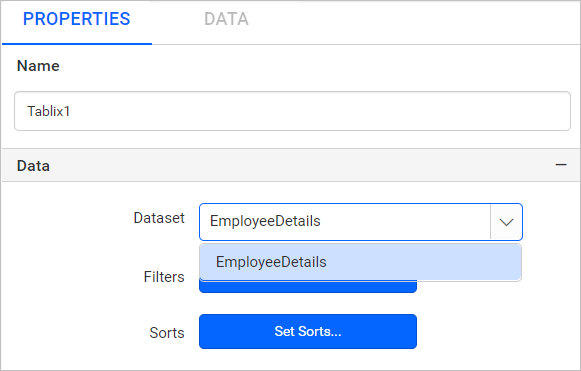 PROPERTIES DATA
Name
Tablix1
Data
Dataset EmployeeDetails
EmployeeDetails
Filters
Sorts Set Sorts...